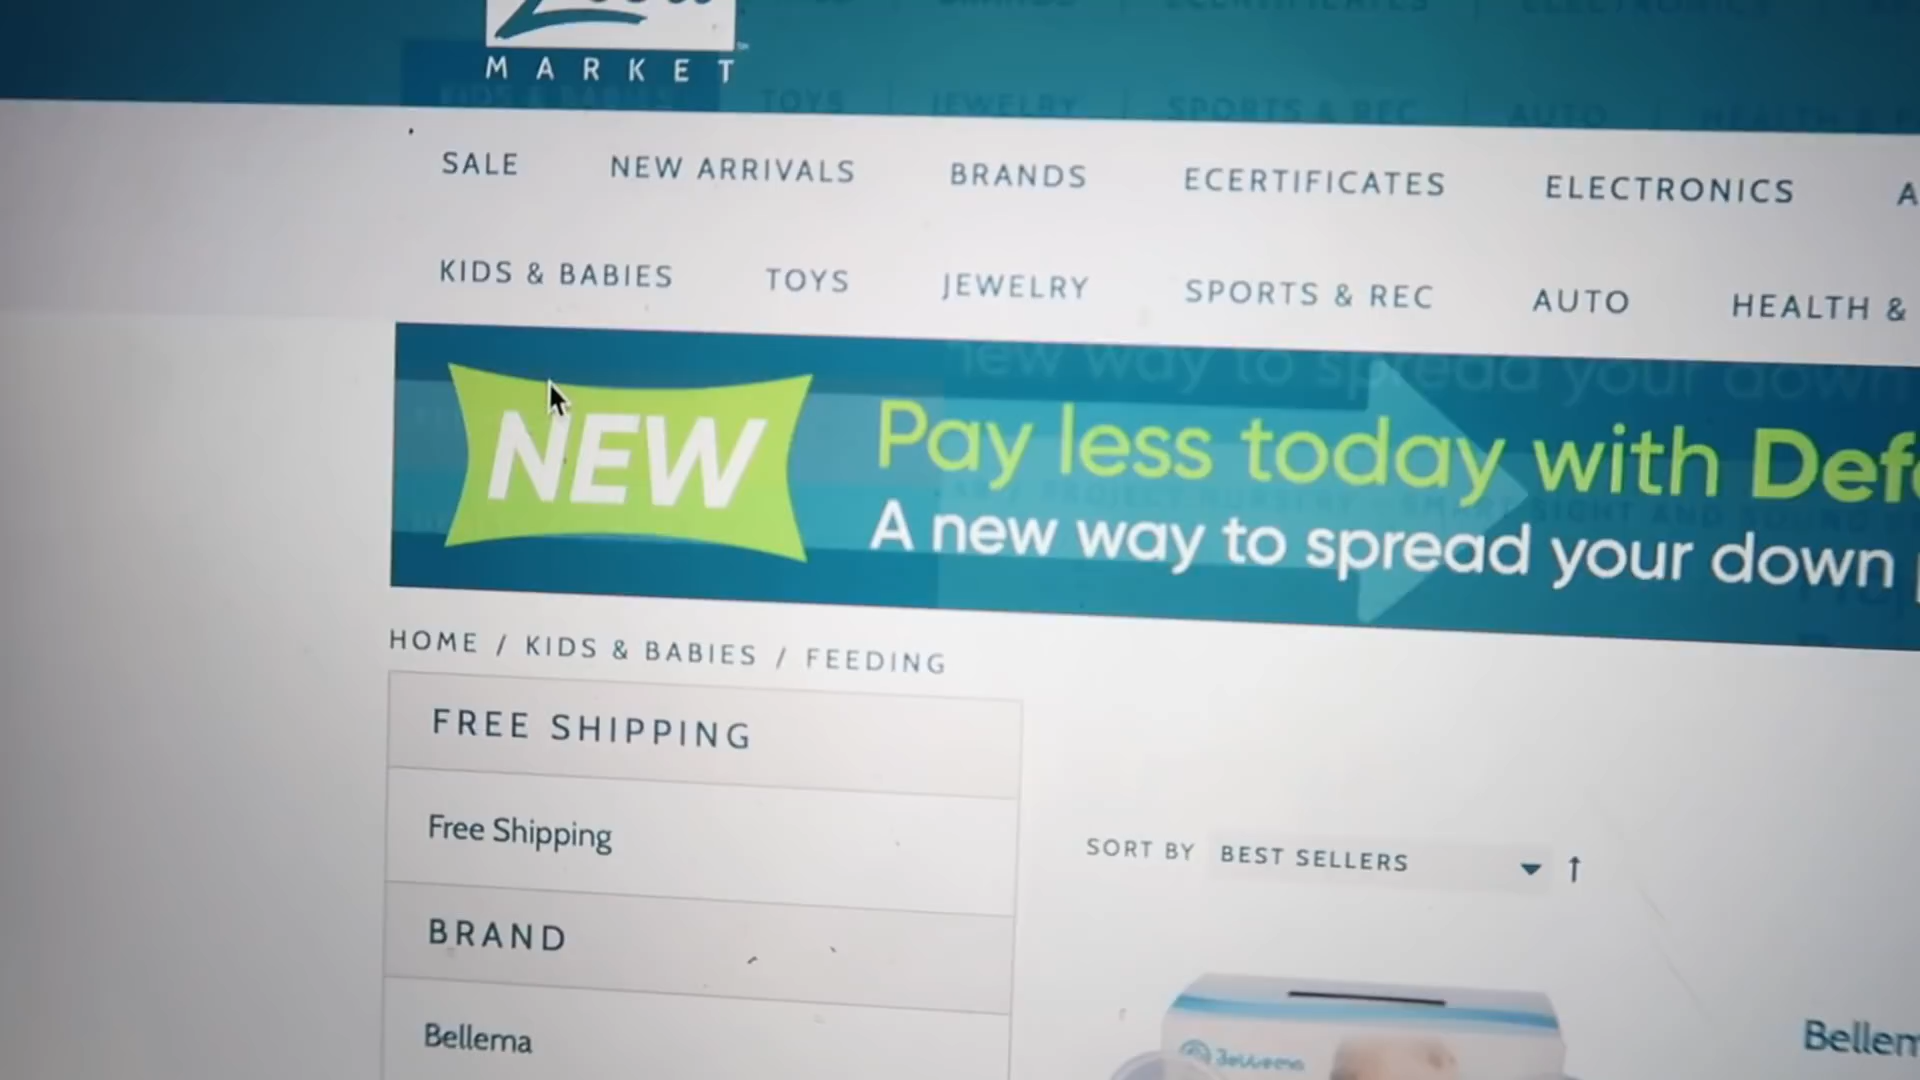 MARKET
SALE NEW ARRIVALS BRANDS ECERTIFICATES ELECTRONICS
KIDS & BABIES TOYS JEWELRY SPORTS & REC AUTO HEALTH &
NEW
Pay less today with
A new way to spread your down
HOME / KIDS & BABIES / FEEDING
FREE SHIPPING
Free Shipping
SORT BY BEST SELLERS
BRAND
Bellema
Bellema